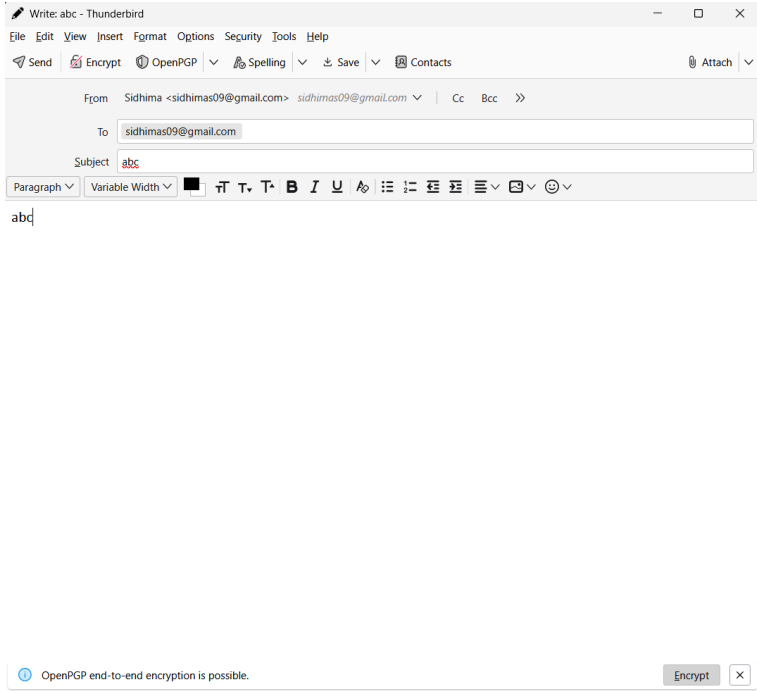 Write: abc - Thunderbird
File Edit View Insert Format Options Security Tools Help
Send Encrypt OpenPGP Spelling Save Contacts Attach
From Sidhima <sidhimas09@gmail.com> sidhimas09@gmail.com Cc Bcc
To sidhimas09@gmail.com
Subject abc
Paragraph Variable Width
abc
OpenPGP end-to-end encryption is possible. Encrypt